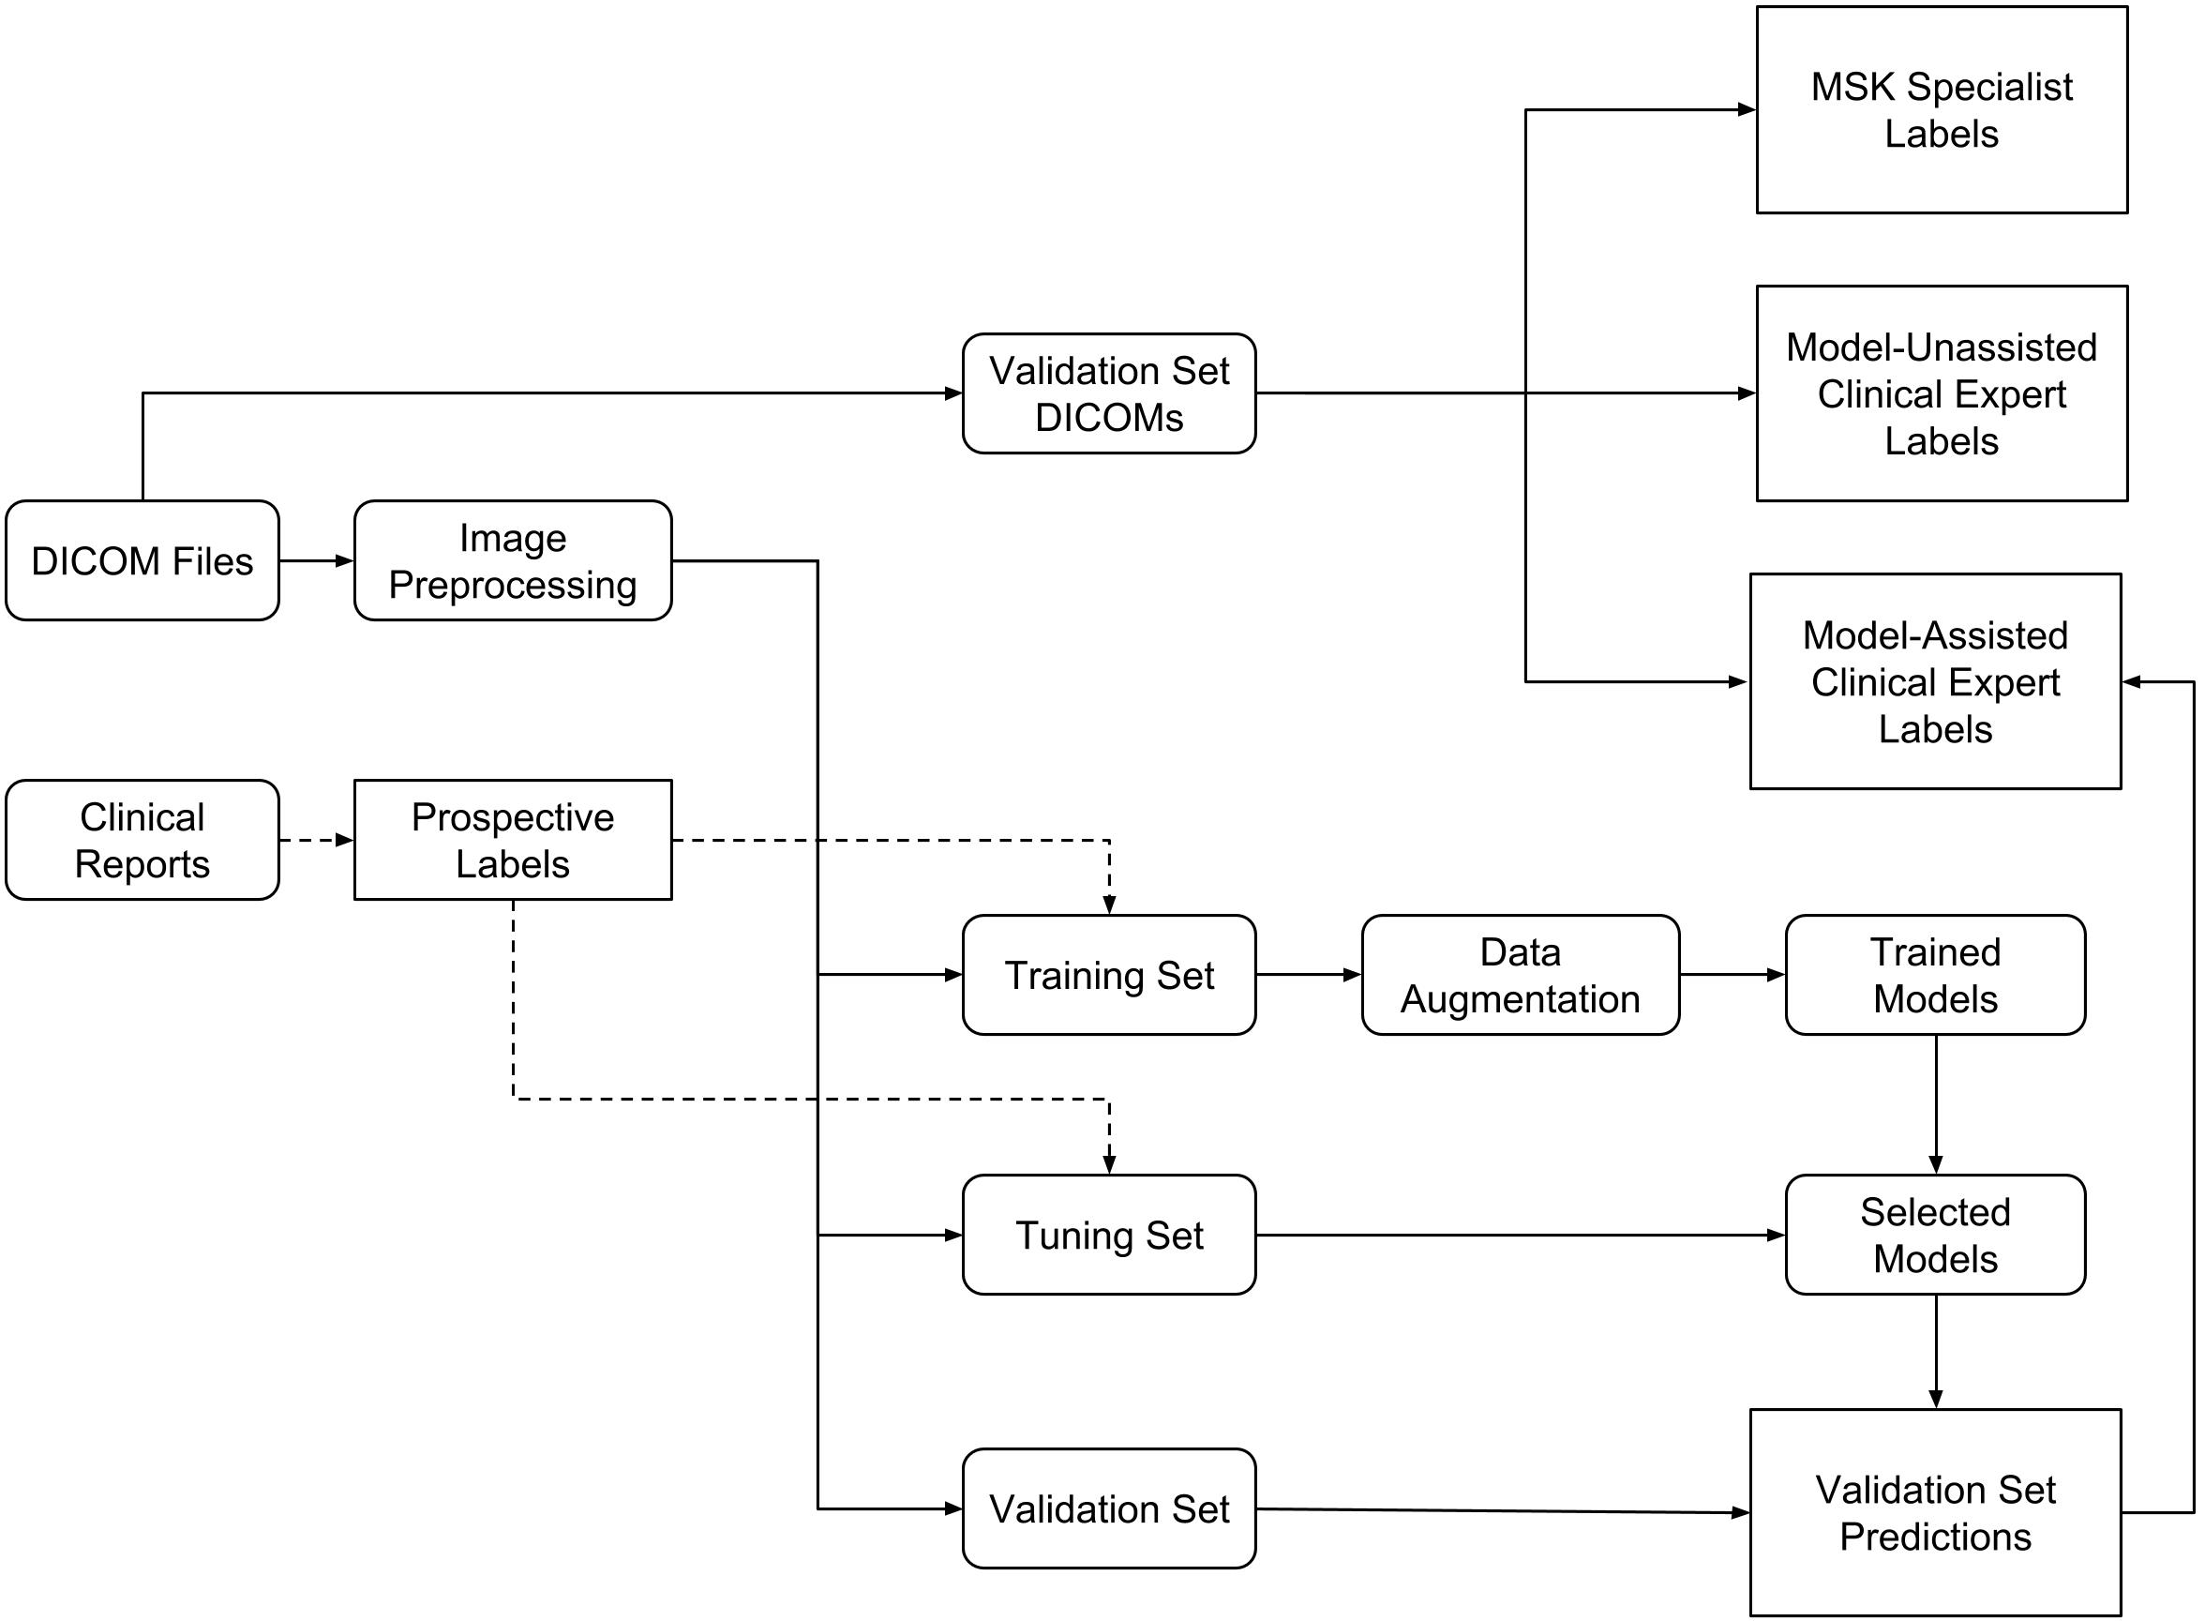 MSK Specialist
Labels
Model-Unassisted
Clinical Expert
Labels
Validation Set
DICOMs
DICOM Files
Image
Preprocessing
Model-Assisted
Clinical Expert
Labels
Clinical
Reports
Prospective
Labels
Training Set
Data
Augmentation
Trained
Models
Tuning Set
Selected
Models
Validation Set
Validation Set
Predictions